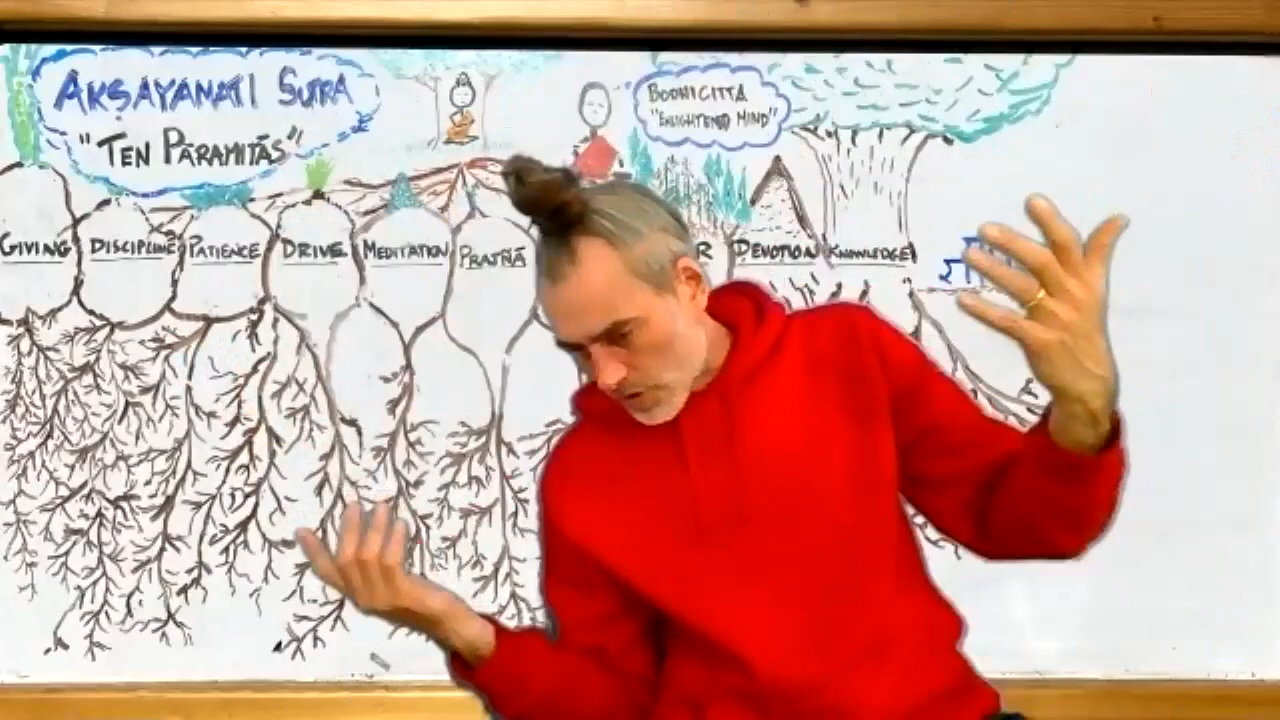 AKṢAYAMATI SUTRA
"TEN PĀRAMITĀS"
BODHICITTA
"ENLIGHTENED MIND"
GIVING DISCIPLINE PATIENCE DRIVE MEDITATION PRAJÑĀ R DEVOTION KNOWLEDGE